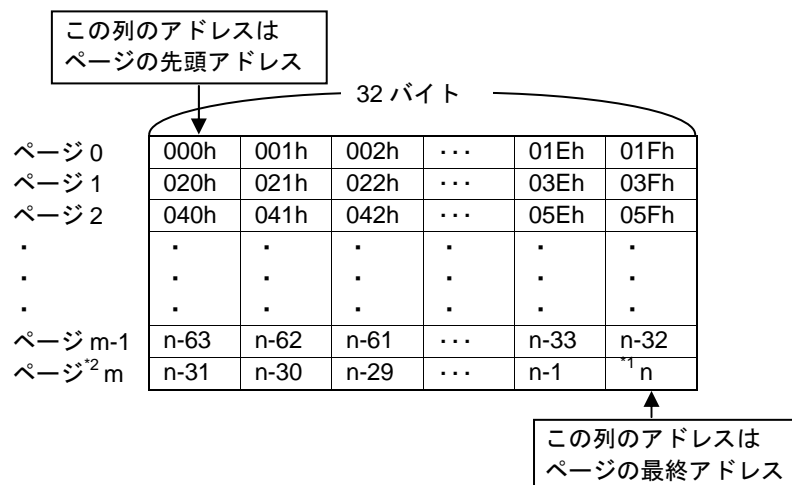 この列のアドレスは
ページの先頭アドレス
32 バイト
ページ 0 000h 001h 002h ・・・ 01Eh 01Fh
ページ 1 020h 021h 022h ・・・ 03Eh 03Fh
ページ 2 040h 041h 042h ・・・ 05Eh 05Fh
・ ・ ・ ・ ・ ・ ・
・ ・ ・ ・ ・ ・ ・
・ ・ ・ ・ ・ ・ ・
ページ m-1 n-63 n-62 n-61 ・・・ n-33 n-32
ページ*2 m n-31 n-30 n-29 ・・・ n-1 *1 n
この列のアドレスは
ページの最終アドレス